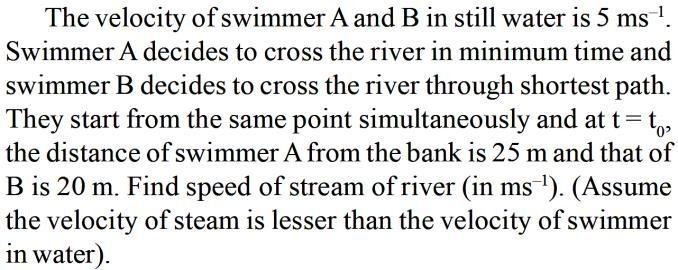 The velocity of swimmer A and B in still water is 5 ms⁻¹.
Swimmer A decides to cross the river in minimum time and
swimmer B decides to cross the river through shortest path.
They start from the same point simultaneously and at t = t₀,
the distance of swimmer A from the bank is 25 m and that of
B is 20 m. Find speed of stream of river (in ms⁻¹). (Assume
the velocity of steam is lesser than the velocity of swimmer
in water).